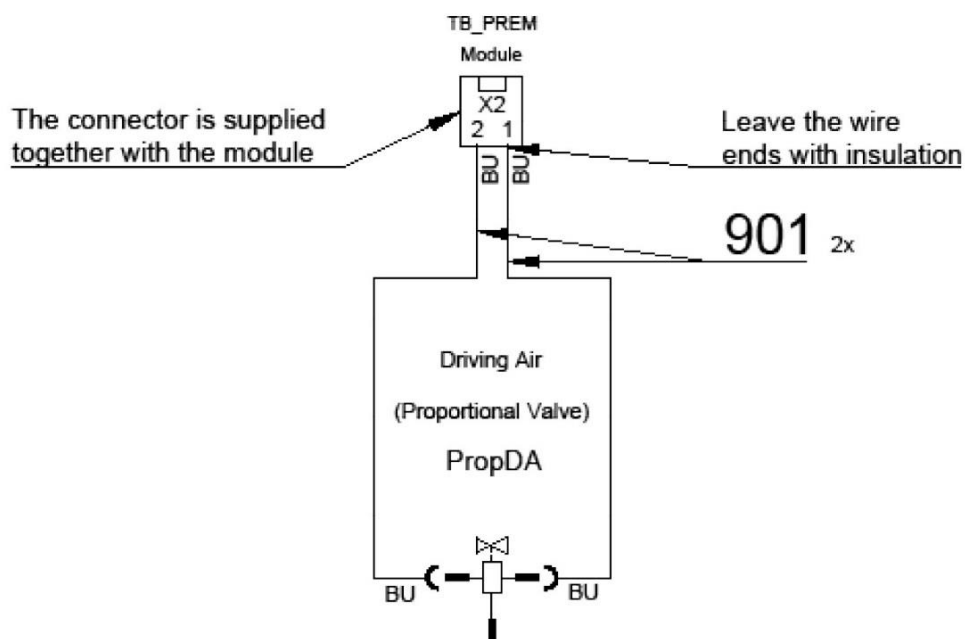 TB_PREM
Module
X2
2 1
The connector is supplied
together with the module
Leave the wire
ends with insulation
BU
BU
901 2x
Driving Air
(Proportional Valve)
PropDA
BU
BU